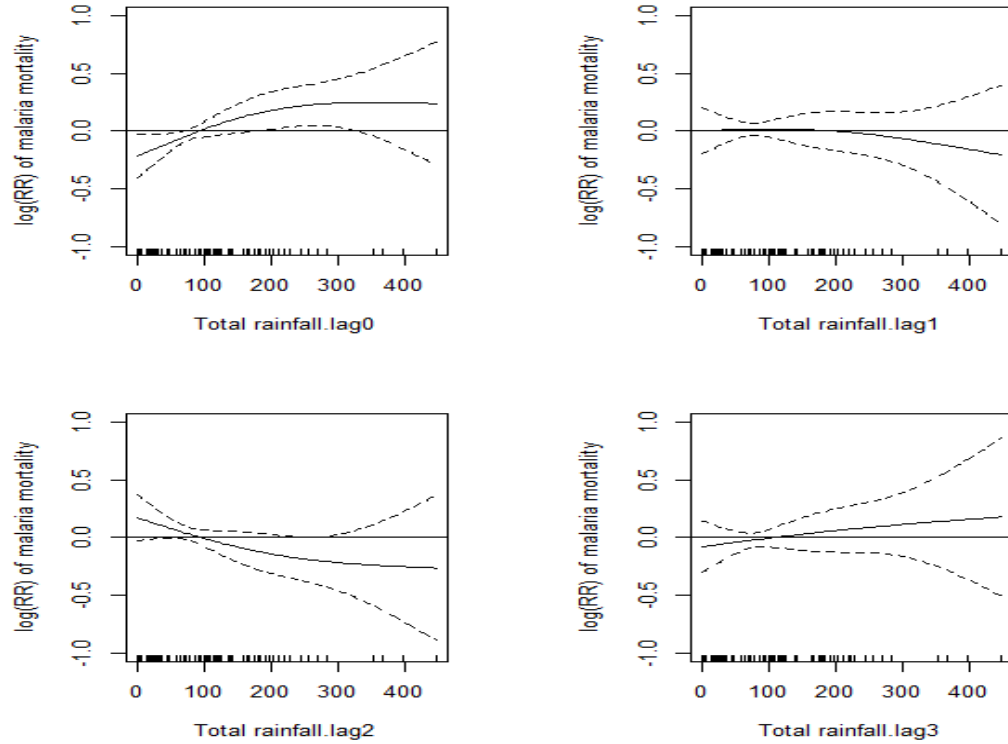 log(RR) of malaria mortality
1.0
0.5
0.0
-0.5
-1.0
0 100 200 300 400
Total rainfall.lag0
log(RR) of malaria mortality
1.0
0.5
0.0
-0.5
-1.0
0 100 200 300 400
Total rainfall.lag1
log(RR) of malaria mortality
1.0
0.5
0.0
-0.5
-1.0
0 100 200 300 400
Total rainfall.lag2
log(RR) of malaria mortality
1.0
0.5
0.0
-0.5
-1.0
0 100 200 300 400
Total rainfall.lag3